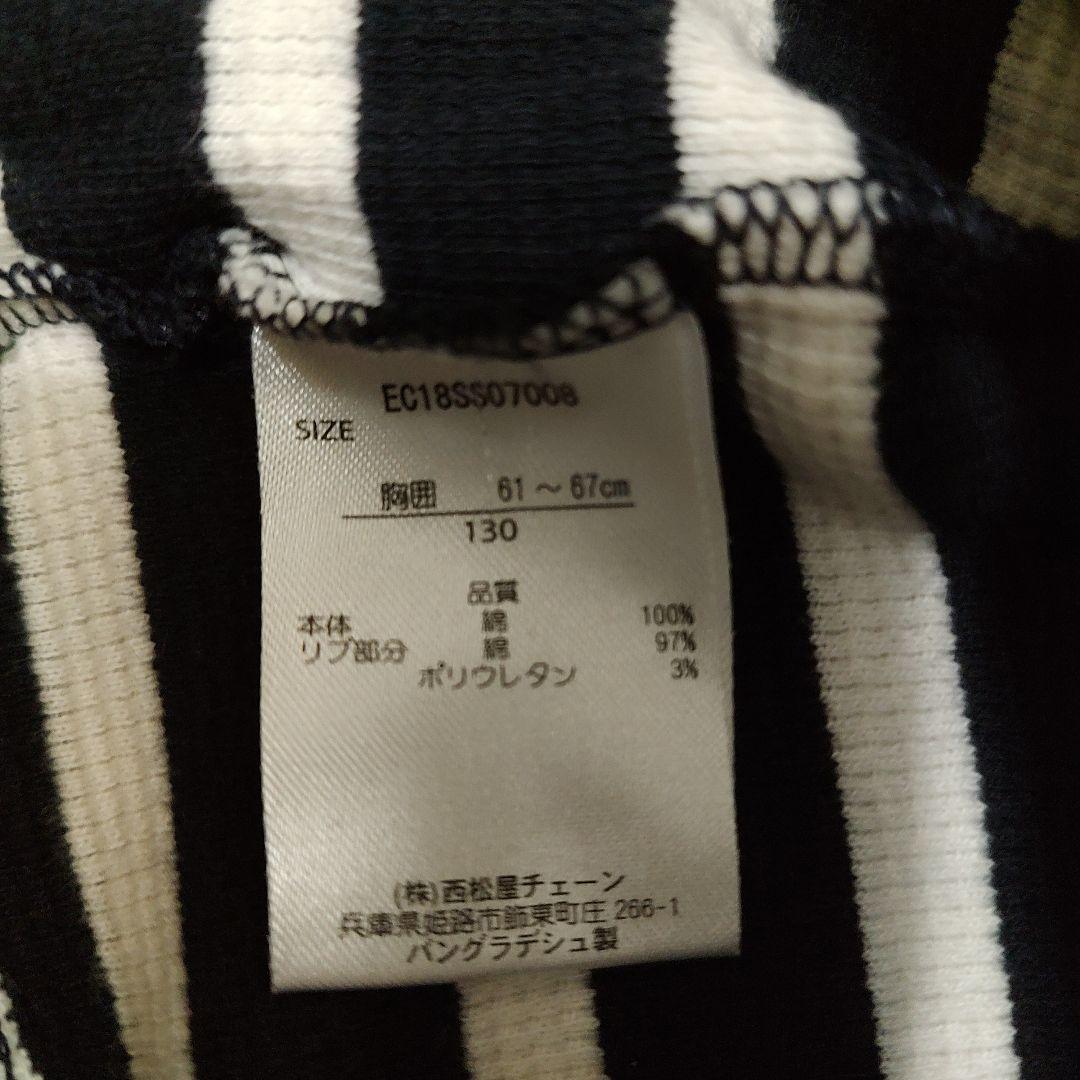 EC18SS07008
SIZE
胸囲 61～67cm
130
品質
本体 綿 100%
リブ部分 綿 97%
ポリウレタン 3%
(株)西松屋チェーン
兵庫県姫路市飾東町庄 266-1
バングラデシュ製